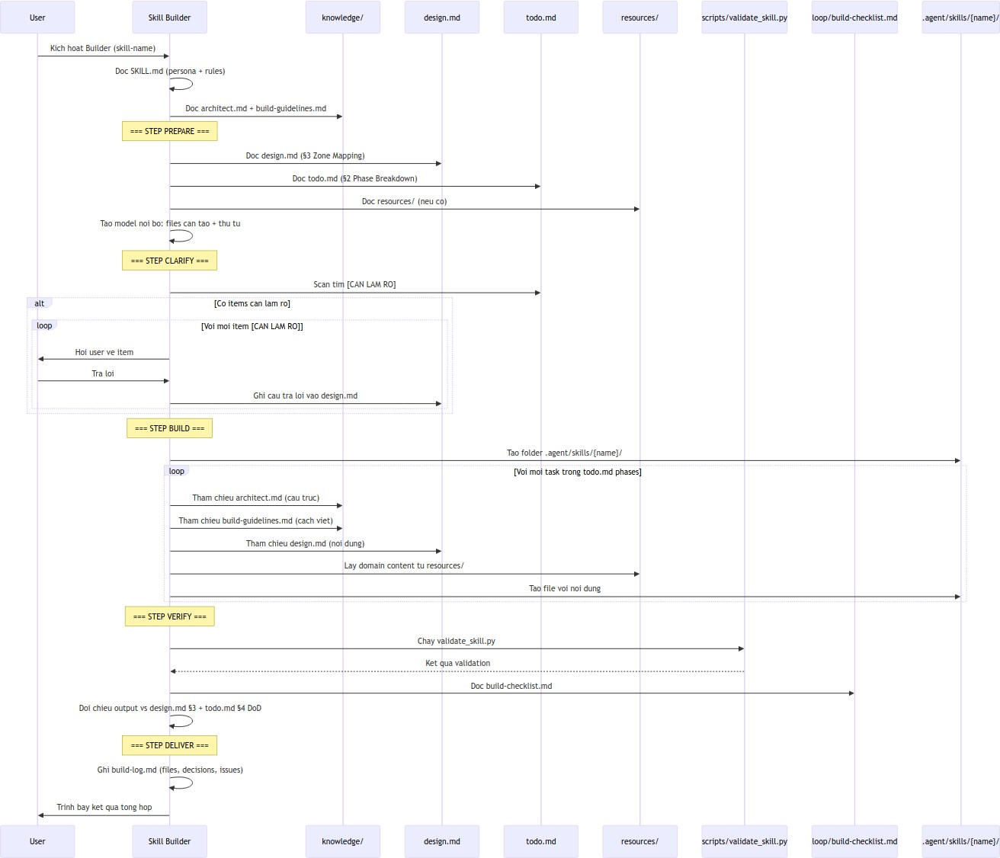 User
Skill Builder
knowledge/
design.md
todo.md
resources/
scripts/validate_skill.py
loop/build-checklist.md
.agent/skills/{name}/
Kich hoat Builder (skill-name)
Doc SKILL.md (persona + rules)
Doc architect.md + build-guidelines.md
=== STEP PREPARE ===
Doc design.md (§3 Zone Mapping)
Doc todo.md (§2 Phase Breakdown)
Doc resources/ (neu co)
Tao model noi bo: files can tao + thu tu
=== STEP CLARIFY ===
Scan tim [CAN LAM RO]
alt
[Co items can lam ro]
loop
[Voi moi item [CAN LAM RO]]
Hoi user ve item
Tra loi
Ghi cau tra loi vao design.md
=== STEP BUILD ===
Tao folder .agent/skills/{name}/
loop
[Voi moi task trong todo.md phases]
Tham chieu architect.md (cau truc)
Tham chieu build-guidelines.md (cach viet)
Tham chieu design.md (noi dung)
Lay domain content tu resources/
Tao file voi noi dung
=== STEP VERIFY ===
Chay validate_skill.py
Ket qua validation
Doc build-checklist.md
Doi chieu output vs design.md §3 + todo.md §4 DoD
=== STEP DELIVER ===
Ghi build-log.md (files, decisions, issues)
Trinh bay ket qua tong hop
User
Skill Builder
knowledge/
design.md
todo.md
resources/
scripts/validate_skill.py
loop/build-checklist.md
.agent/skills/{name}/